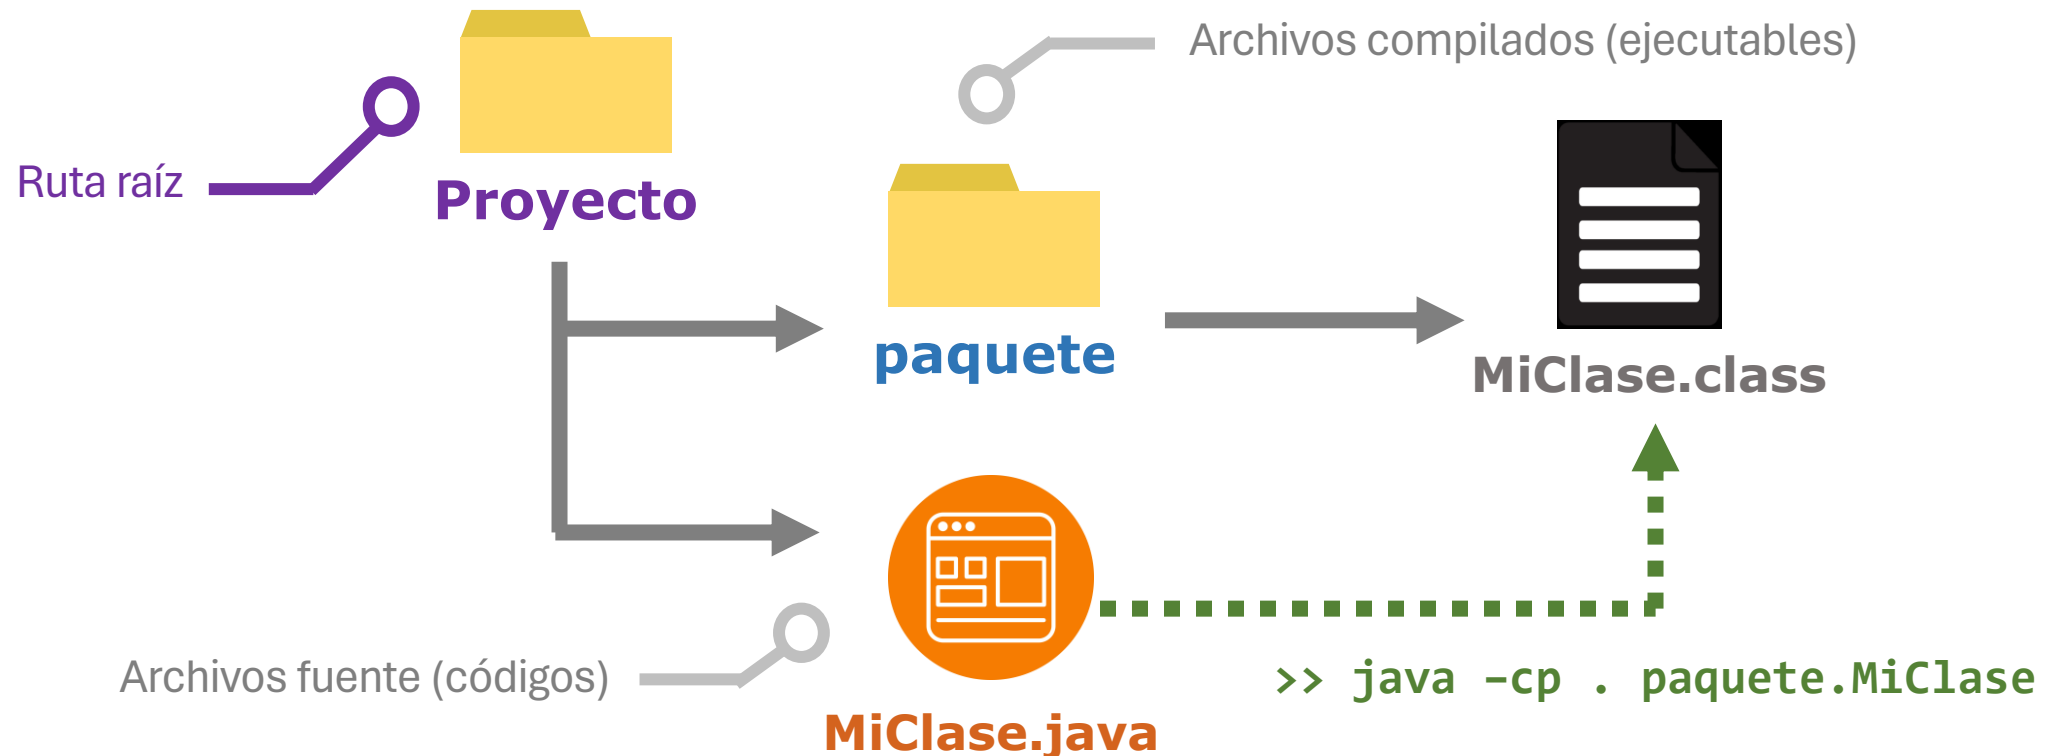 Archivos compilados (ejecutables)
Ruta raíz
Proyecto
paquete
MiClase.class
Archivos fuente (códigos)
>> java -cp . paquete.MiClase
MiClase.java